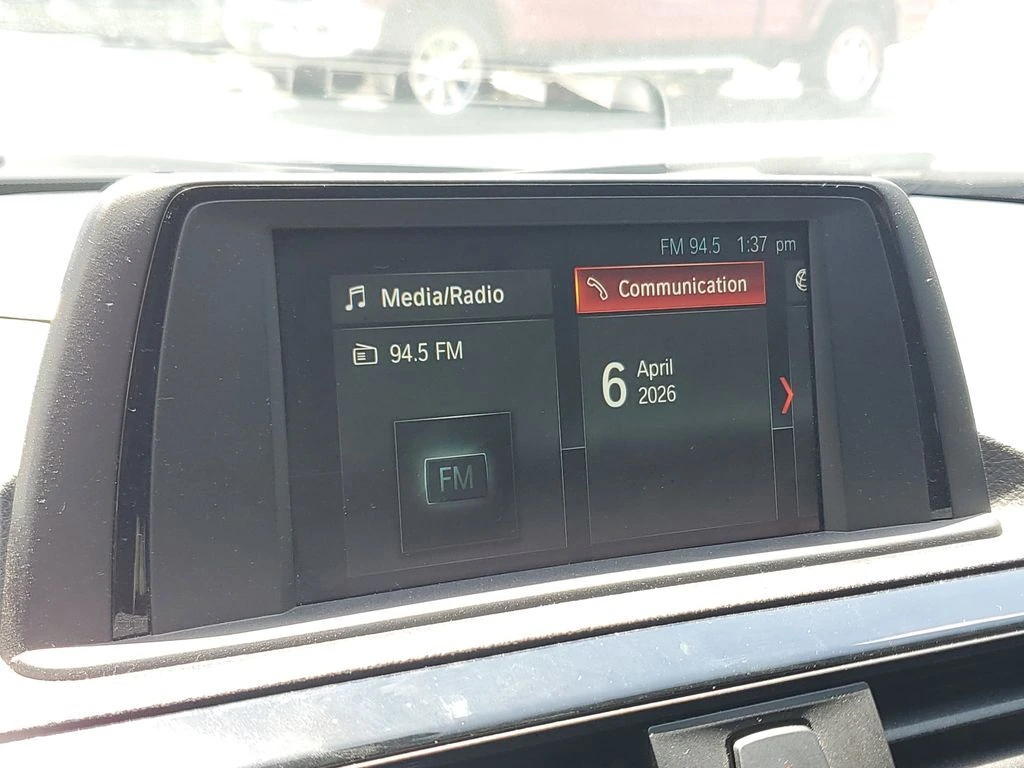 FM 94.5 1:37 pm
Media/Radio
94.5 FM
FM
Communication
6 April
2026